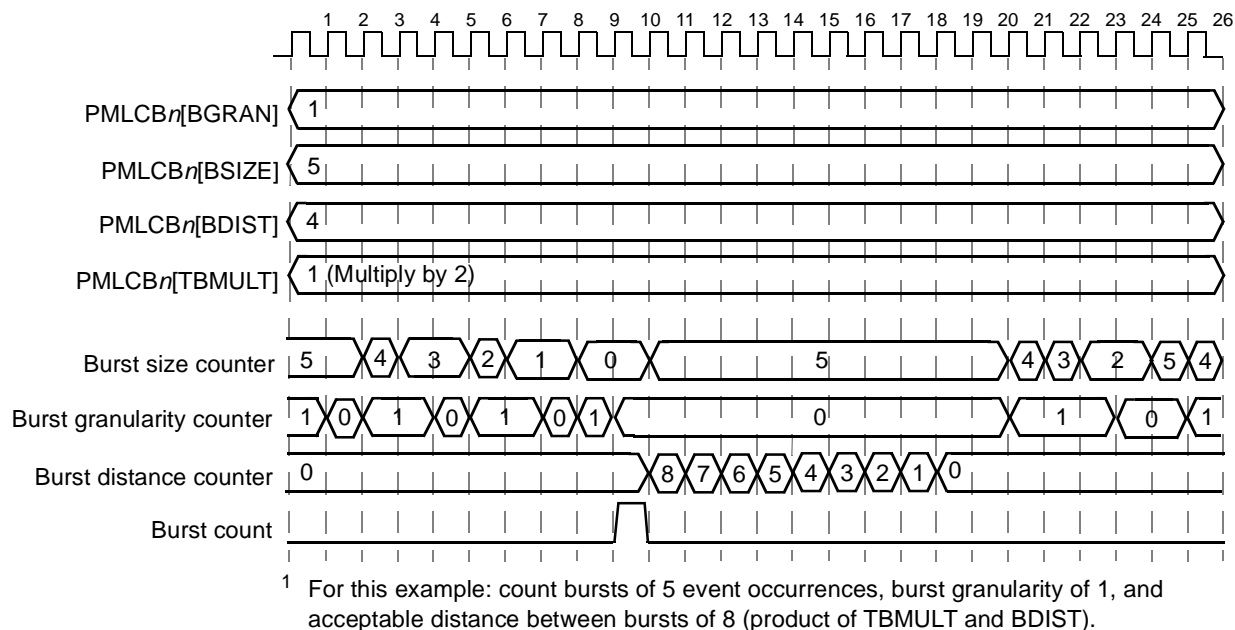 1 2 3 4 5 6 7 8 9 10 11 12 13 14 15 16 17 18 19 20 21 22 23 24 25 26
PMLCBn[BGRAN] 1
PMLCBn[BSIZE] 5
PMLCBn[BDIST] 4
PMLCBn[TBMULT] 1 (Multiply by 2)
Burst size counter 5 4 3 2 1 0 5 4 3 2 5 4
Burst granularity counter 1 0 1 0 1 0 1 0 1 0 1
Burst distance counter 0 8 7 6 5 4 3 2 1 0
Burst count
1 For this example: count bursts of 5 event occurrences, burst granularity of 1, and
acceptable distance between bursts of 8 (product of TBMULT and BDIST).